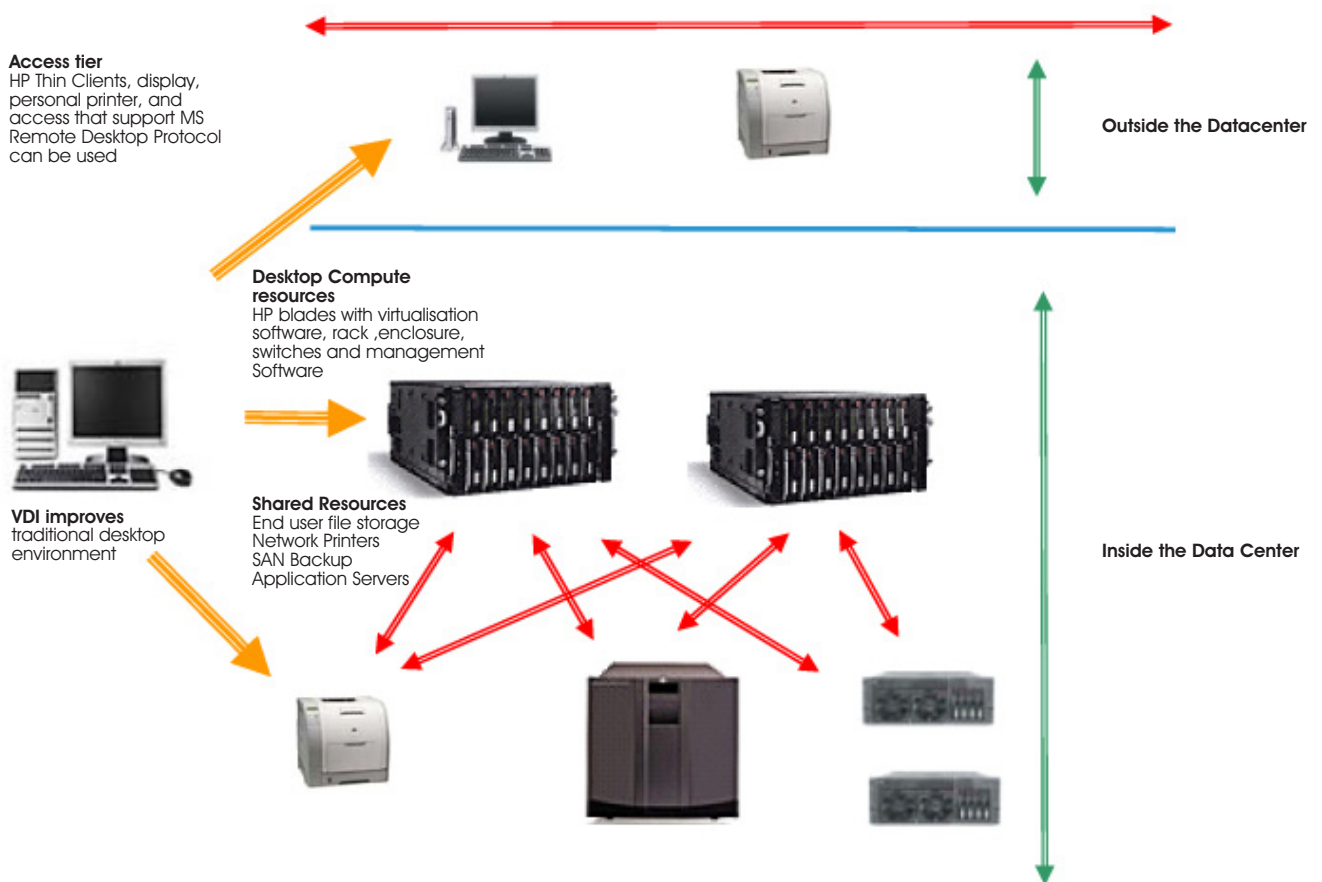 Access tier
HP Thin Clients, display,
personal printer, and
access that support MS
Remote Desktop Protocol
can be used
Outside the Datacenter
Desktop Compute
resources
HP blades with virtualisation
software, rack ,enclosure,
switches and management
Software
VDI improves
traditional desktop
environment
Shared Resources
End user file storage
Network Printers
SAN Backup
Application Servers
Inside the Data Center